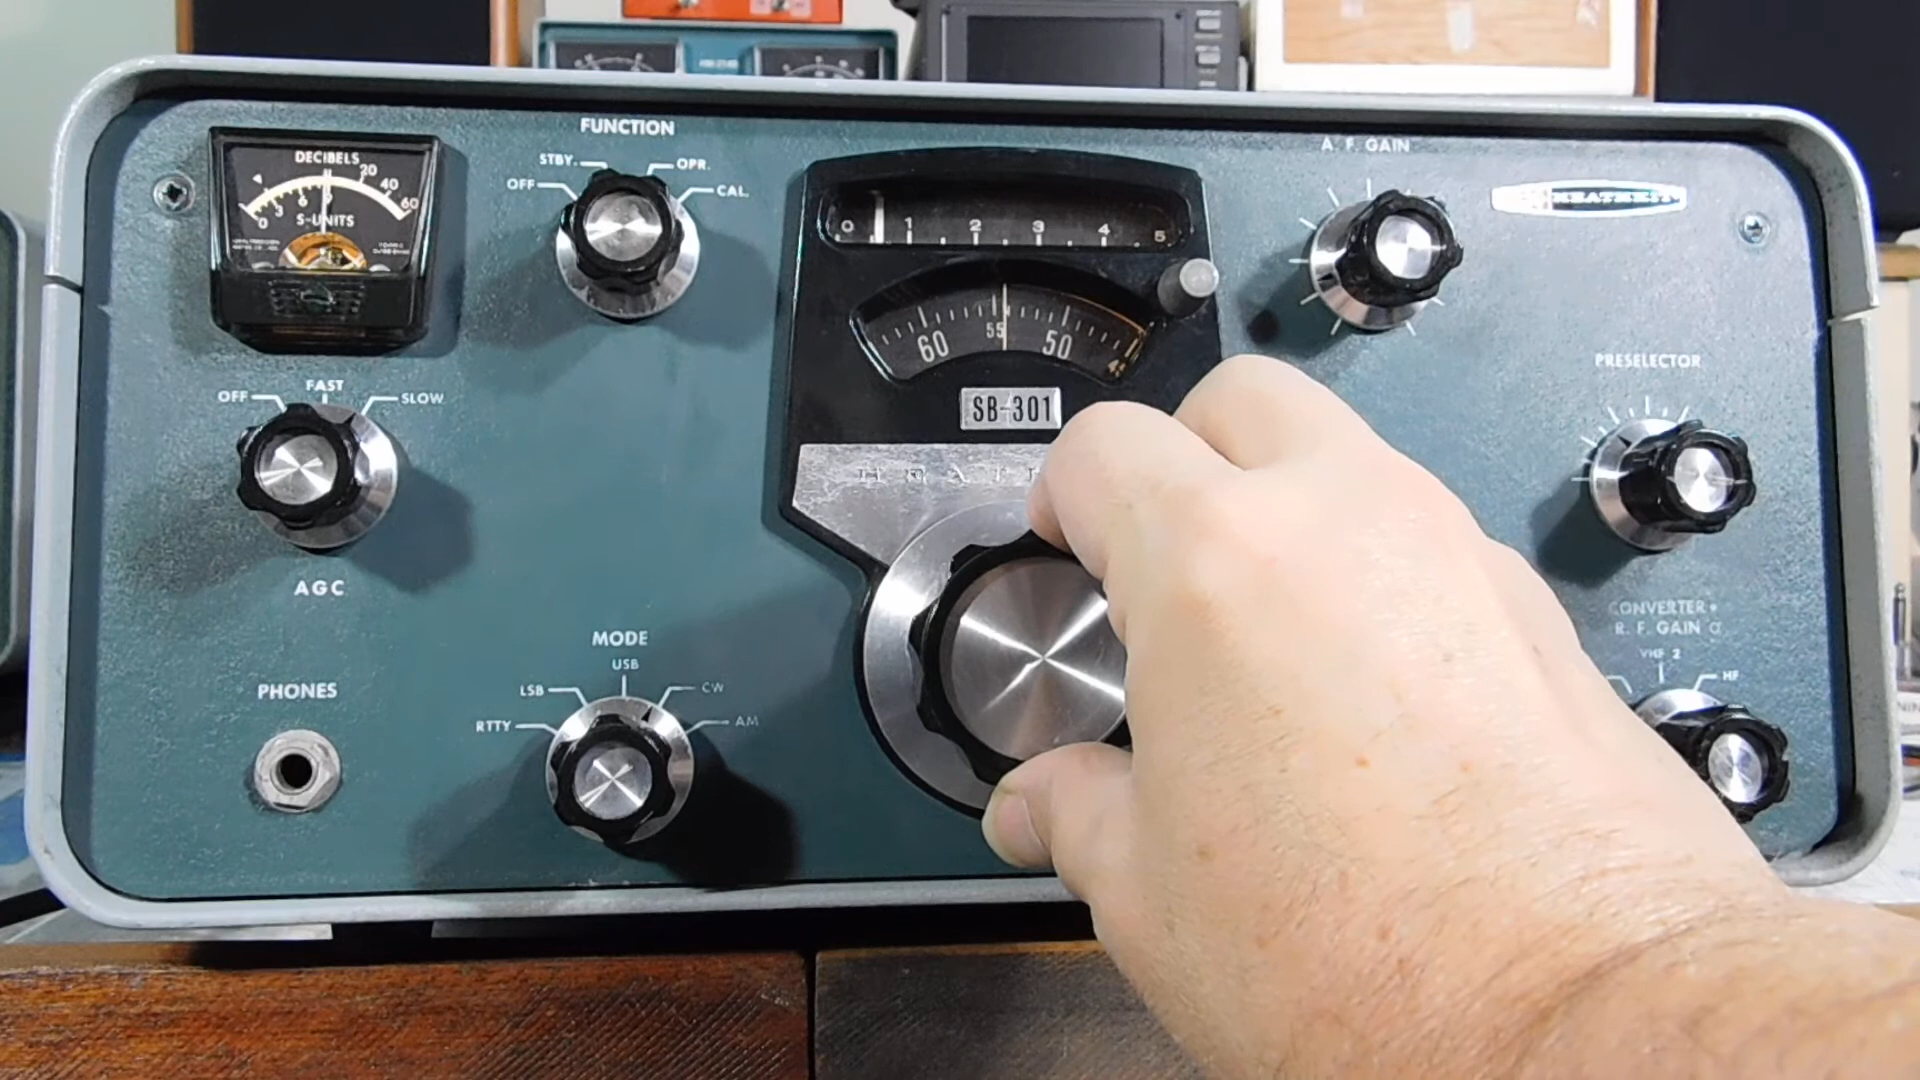 DECIBELS
20 40 60
0 3 6 9
S-UNITS
FUNCTION
STBY. OPR.
OFF CAL.
0 1 2 3 4 5
60 55 50
SB-301
A. F. GAIN
HEATHKIT
OFF FAST SLOW
AGC
PRESELECTOR
PHONES
MODE
USB
LSB CW
RTTY AM
CONVERTER
R. F. GAIN
VHF 2 HF